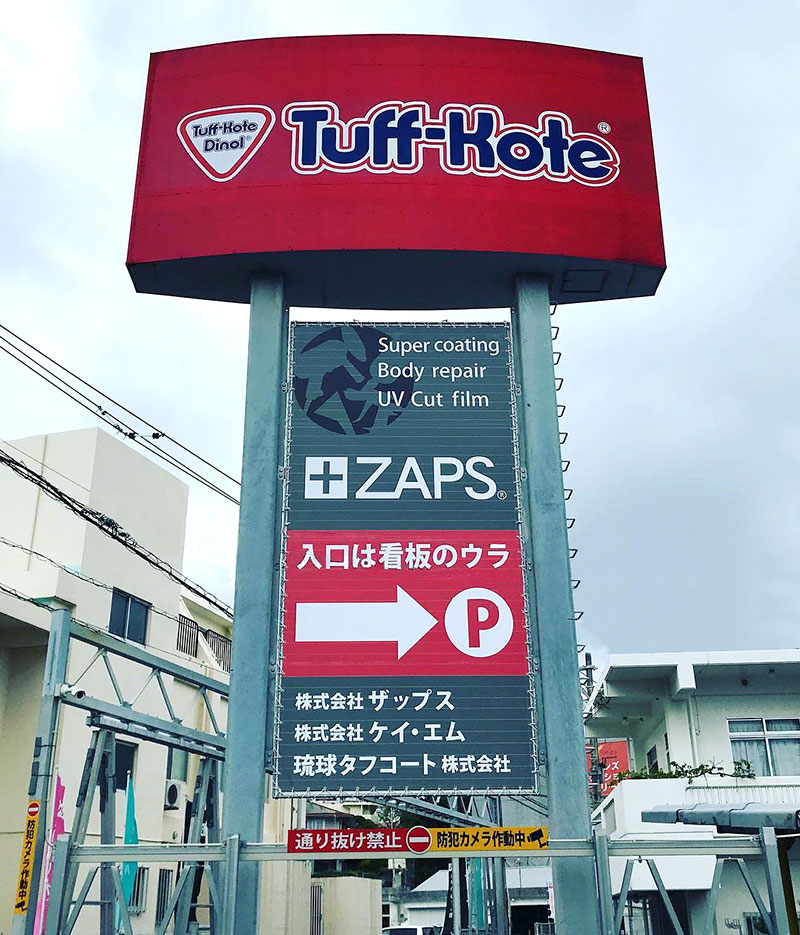 Tuff-Kote
Dinol®
Tuff-Kote®
Super coating
Body repair
UV Cut film
ZAPS®
入口は看板のウラ
P
株式会社 ザップス
株式会社 ケイ・エム
琉球タフコート 株式会社
通り抜け禁止 防犯カメラ作動中
防犯カメラ作動中